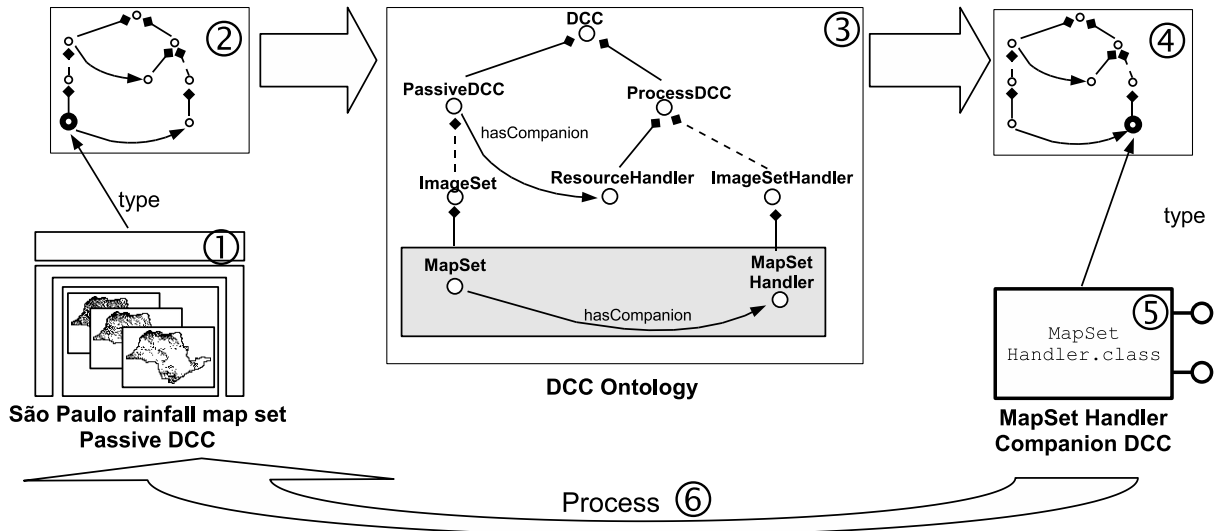 ②
③
④
DCC
PassiveDCC
ProcessDCC
hasCompanion
ImageSet
ResourceHandler
ImageSetHandler
type
type
①
MapSet
MapSet
Handler
hasCompanion
⑤
MapSet
Handler.class
DCC Ontology
São Paulo rainfall map set
Passive DCC
MapSet Handler
Companion DCC
Process ⑥